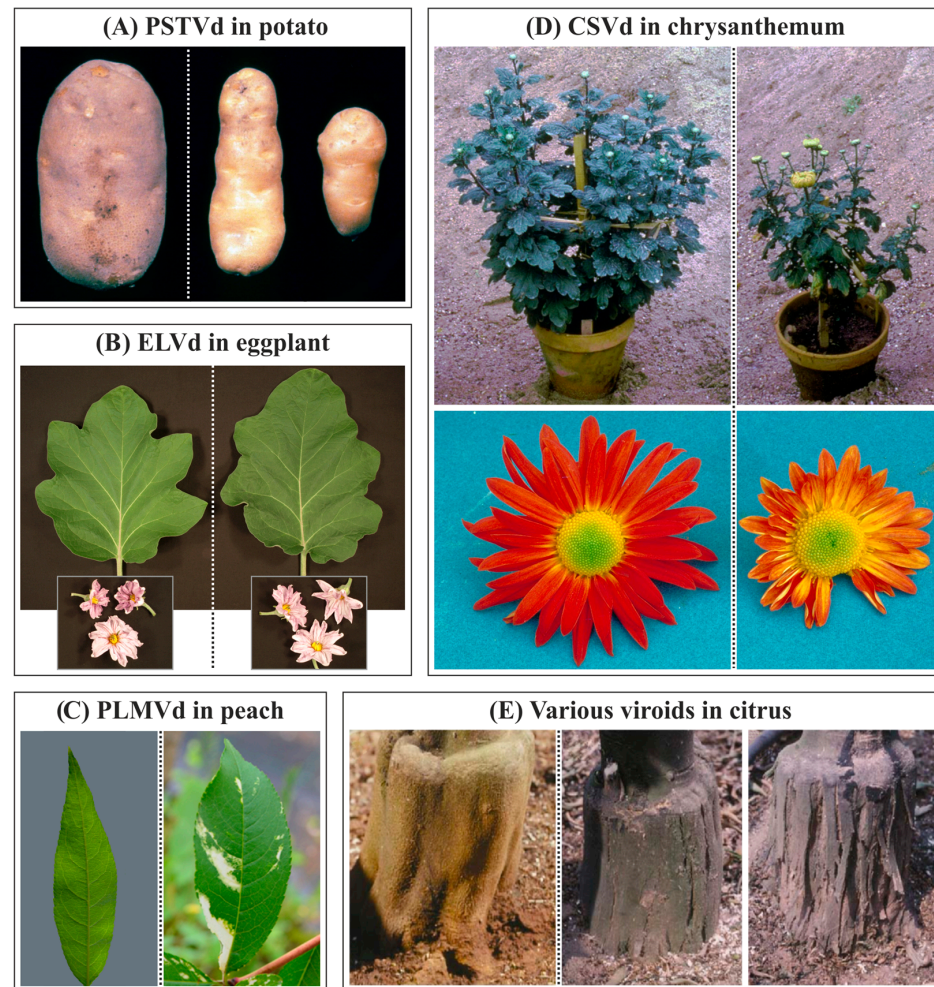 (A) PSTVd in potato
(D) CSVd in chrysanthemum
(B) ELVd in eggplant
(C) PLMVd in peach
(E) Various viroids in citrus